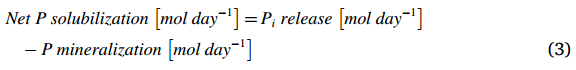 Net P solubilization [mol day⁻¹] = Pᵢ release [mol day⁻¹]
− P mineralization [mol day⁻¹] (3)